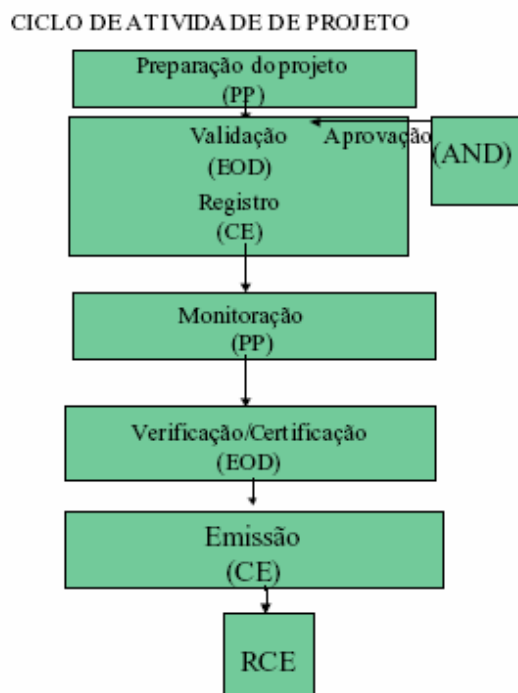 CICLO DE ATIVIDADE DE PROJETO
Preparação do projeto
(PP)
Validação
(EOD)
Aprovação
(AND)
Registro
(CE)
Monitoração
(PP)
Verificação/Certificação
(EOD)
Emissão
(CE)
RCE